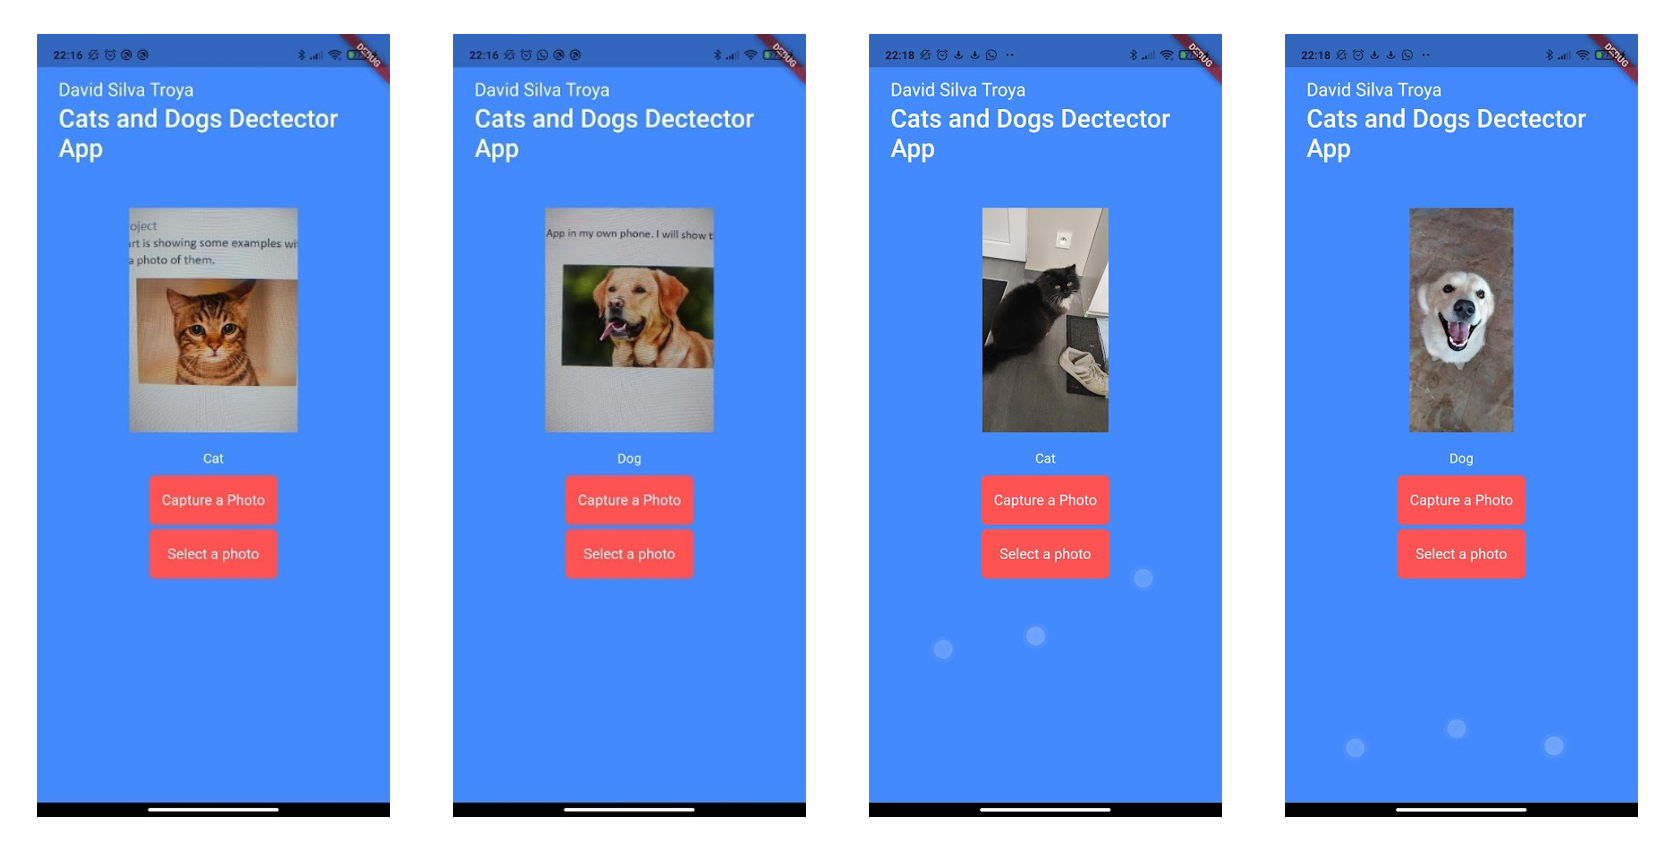 22:16
DEBUG
David Silva Troya
Cats and Dogs Dectector
App
oject
rt is showing some examples wi
a photo of them.
Cat
Capture a Photo
Select a photo
22:16
DEBUG
David Silva Troya
Cats and Dogs Dectector
App
App in my own phone. I will show t
Dog
Capture a Photo
Select a photo
22:18
DEBUG
David Silva Troya
Cats and Dogs Dectector
App
Cat
Capture a Photo
Select a photo
22:18
DEBUG
David Silva Troya
Cats and Dogs Dectector
App
Dog
Capture a Photo
Select a photo